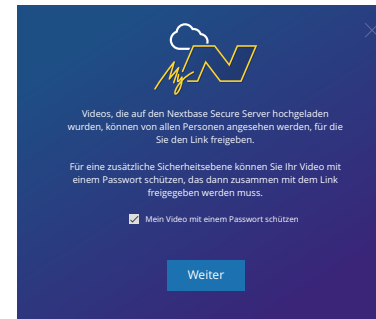 My N
Videos, die auf den Nextbase Secure Server hochgeladen
wurden, können von allen Personen angesehen werden, für die
Sie den Link freigeben.
Für eine zusätzliche Sicherheitsebene können Sie Ihr Video mit
einem Passwort schützen, das dann zusammen mit dem Link
freigegeben werden muss.
Mein Video mit einem Passwort schützen
Weiter